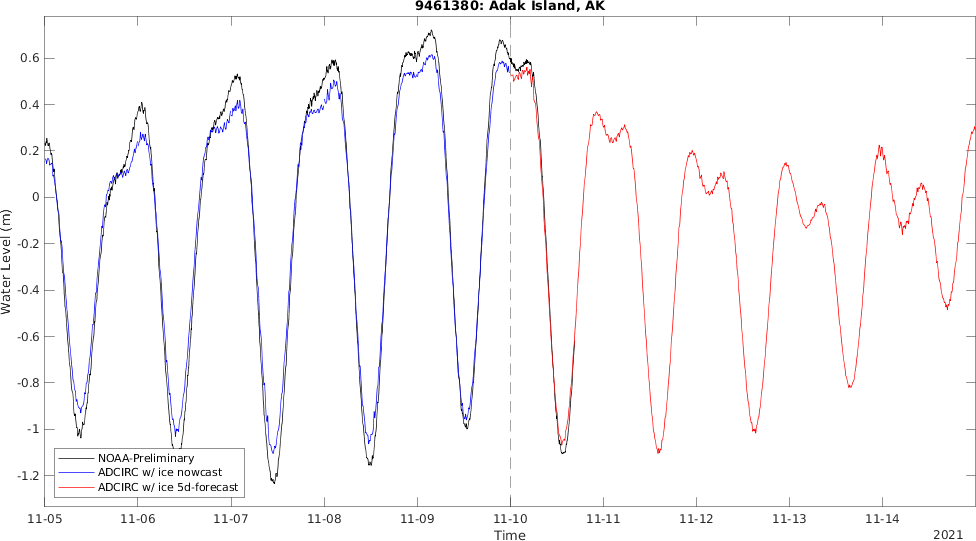 9461380: Adak Island, AK
Water Level (m)
0.6
0.4
0.2
0
-0.2
-0.4
-0.6
-0.8
-1
-1.2
NOAA-Preliminary
ADCIRC w/ ice nowcast
ADCIRC w/ ice 5d-forecast
11-05 11-06 11-07 11-08 11-09 11-10 11-11 11-12 11-13 11-14
Time
2021